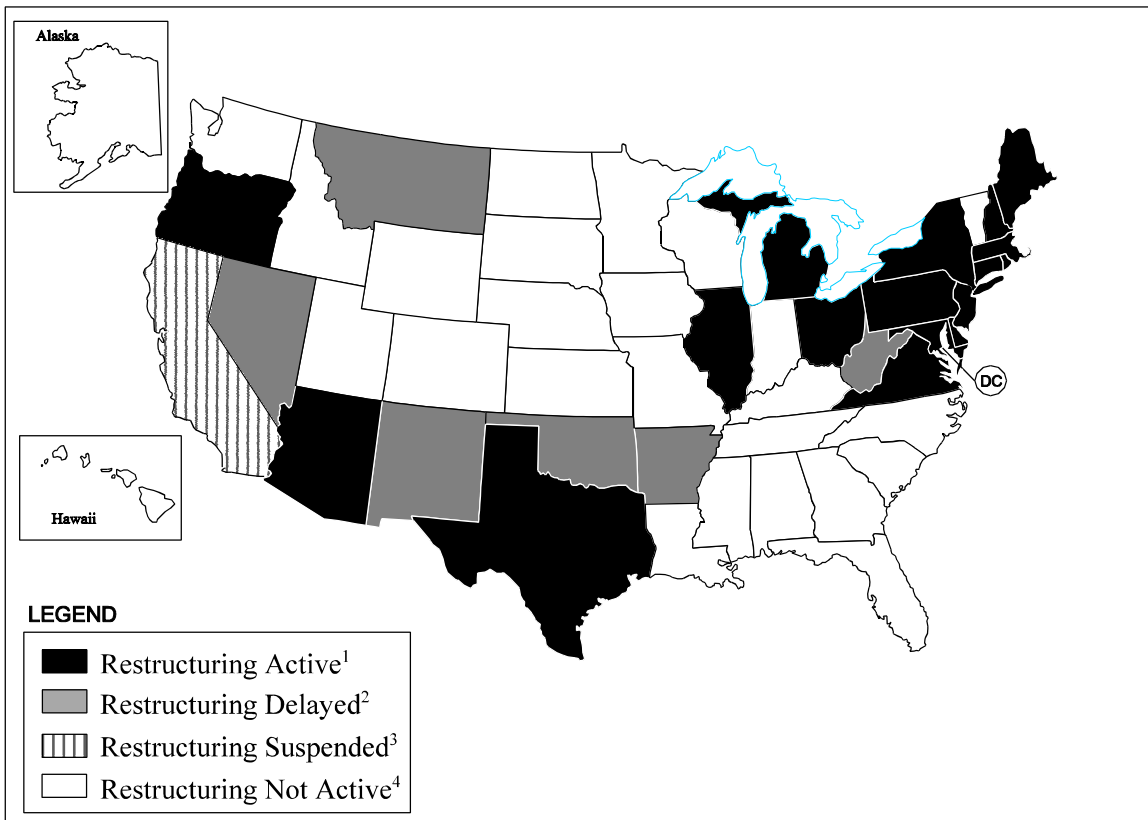 Alaska
DC
Hawaii
LEGEND
Restructuring Active¹
Restructuring Delayed²
Restructuring Suspended³
Restructuring Not Active⁴